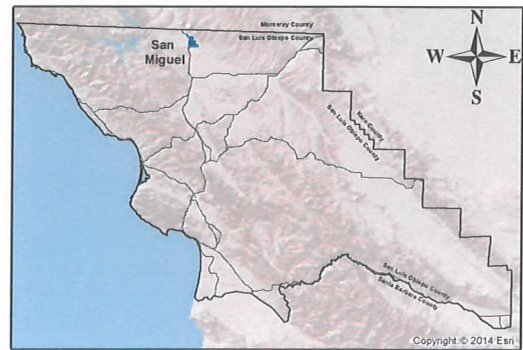 Monterey County
San Luis Obispo County
San
Miguel
N
W E
S
Kern County
San Luis Obispo County
San Luis Obispo County
Santa Barbara County
Copyright:© 2014 Esri